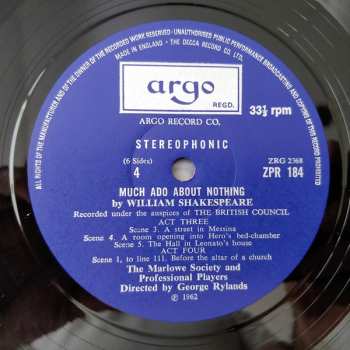 ALL RIGHTS OF THE MANUFACTURER AND OF THE OWNER OF THE RECORDED WORK RESERVED · UNAUTHORISED PUBLIC PERFORMANCE BROADCASTING AND COPYING OF THIS RECORD PROHIBITED
MADE IN ENGLAND · THE DECCA RECORD CO. LTD.
argo
REGD.
33⅓ rpm
ARGO RECORD CO.
STEREOPHONIC
(6 Sides) ZRG 2368
4 ZPR 184
MUCH ADO ABOUT NOTHING
by WILLIAM SHAKESPEARE
Recorded under the auspices of THE BRITISH COUNCIL
ACT THREE
Scene 3. A street in Messina
Scene 4. A room opening into Hero's bed-chamber
Scene 5. The Hall in Leonato's house
ACT FOUR
Scene 1, to line 111. Before the altar of a church
The Marlowe Society and
Professional Players
Directed by George Rylands
℗ 1962